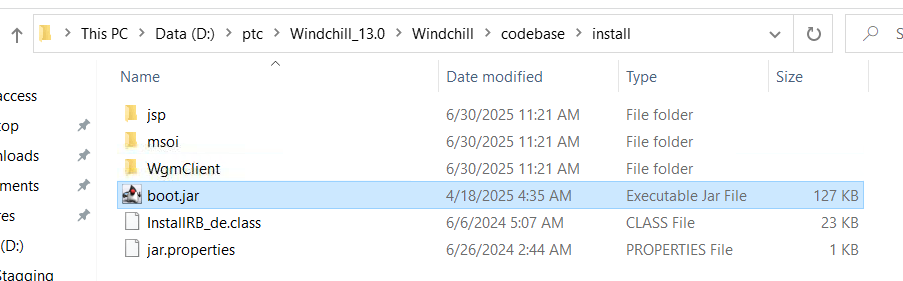 This PC > Data (D:) > ptc > Windchill_13.0 > Windchill > codebase > install
Name Date modified Type Size
access
top
nloads
ments
res
(D:)
Stagging
jsp 6/30/2025 11:21 AM File folder
msoi 6/30/2025 11:21 AM File folder
WgmClient 6/30/2025 11:21 AM File folder
boot.jar 4/18/2025 4:35 AM Executable Jar File 127 KB
InstallRB_de.class 6/6/2024 5:07 AM CLASS File 23 KB
jar.properties 6/26/2024 2:44 AM PROPERTIES File 1 KB